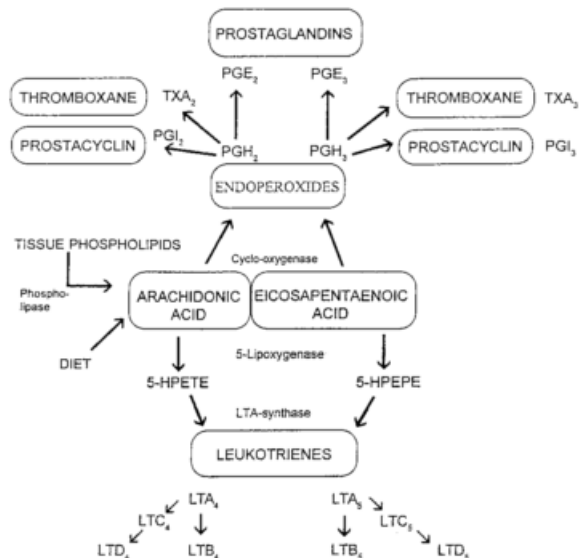 PROSTAGLANDINS
PGE₂ PGE₃
THROMBOXANE TXA₂ THROMBOXANE TXA₃
PROSTACYCLIN PGI₂ PGH₂ PGH₃ PROSTACYCLIN PGI₃
ENDOPEROXIDES
TISSUE PHOSPHOLIPIDS
Cyclo-oxygenase
Phospho-
lipase
ARACHIDONIC
ACID
EICOSAPENTAENOIC
ACID
DIET
5-Lipoxygenase
5-HPETE 5-HPEPE
LTA-synthase
LEUKOTRIENES
LTA₄ LTA₅
LTC₄ LTC₅
LTD₄ LTB₄ LTB₅ LTD₅